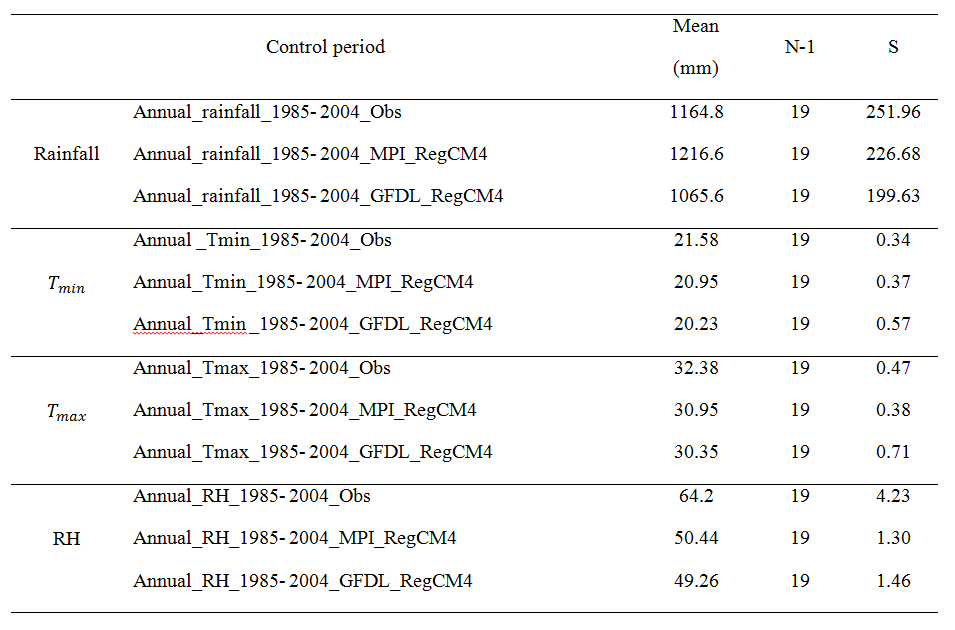 Control period Mean (mm) N-1 S
Rainfall
Annual_rainfall_1985- 2004_Obs 1164.8 19 251.96
Annual_rainfall_1985- 2004_MPI_RegCM4 1216.6 19 226.68
Annual_rainfall_1985- 2004_GFDL_RegCM4 1065.6 19 199.63
Tmin
Annual _Tmin_1985- 2004_Obs 21.58 19 0.34
Annual_Tmin_1985- 2004_MPI_RegCM4 20.95 19 0.37
Annual_Tmin _1985- 2004_GFDL_RegCM4 20.23 19 0.57
Tmax
Annual_Tmax_1985- 2004_Obs 32.38 19 0.47
Annual_Tmax_1985- 2004_MPI_RegCM4 30.95 19 0.38
Annual_Tmax_1985- 2004_GFDL_RegCM4 30.35 19 0.71
RH
Annual_RH_1985- 2004_Obs 64.2 19 4.23
Annual_RH_1985- 2004_MPI_RegCM4 50.44 19 1.30
Annual_RH_1985- 2004_GFDL_RegCM4 49.26 19 1.46